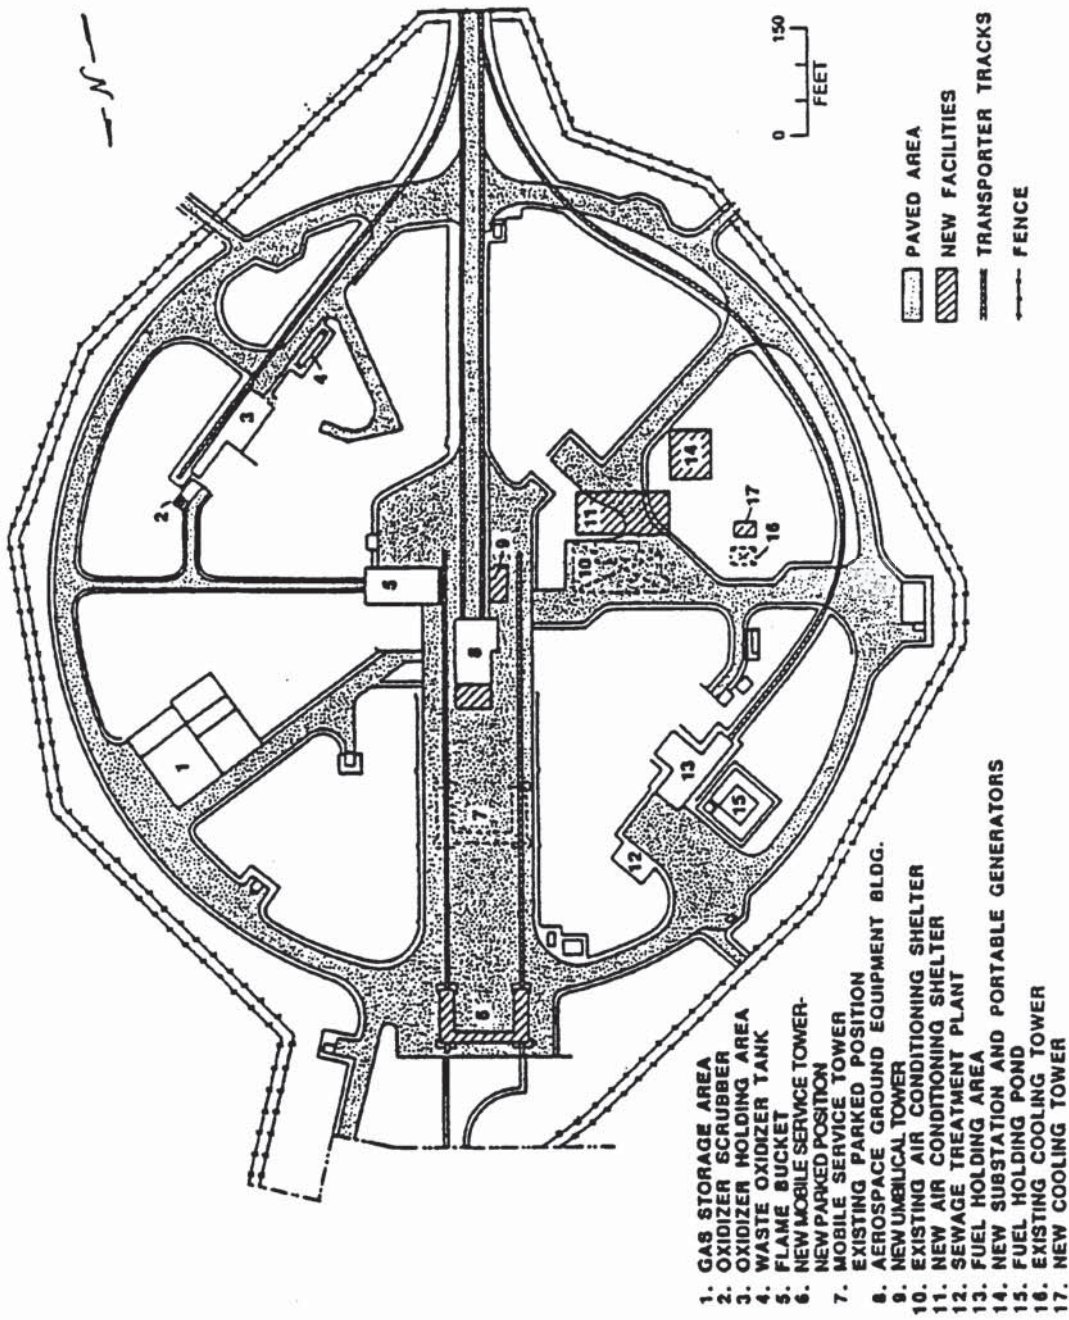 N
1
2
3
4
5
6
7
8
9
10
11
12
13
14
15
16
17
0
150
FEET
PAVED AREA
NEW FACILITIES
TRANSPORTER TRACKS
FENCE
1. GAS STORAGE AREA
2. OXIDIZER SCRUBBER
3. OXIDIZER HOLDING AREA
4. WASTE OXIDIZER TANK
5. FLAME BUCKET
6. NEW MOBILE SERVICE TOWER-
NEW PARKED POSITION
7. MOBILE SERVICE TOWER
EXISTING PARKED POSITION
8. AEROSPACE GROUND EQUIPMENT BLDG.
9. NEW UMBILICAL TOWER
10. EXISTING AIR CONDITIONING SHELTER
11. NEW AIR CONDITIONING SHELTER
12. SEWAGE TREATMENT PLANT
13. FUEL HOLDING AREA
14. NEW SUBSTATION AND PORTABLE GENERATORS
15. FUEL HOLDING POND
16. EXISTING COOLING TOWER
17. NEW COOLING TOWER